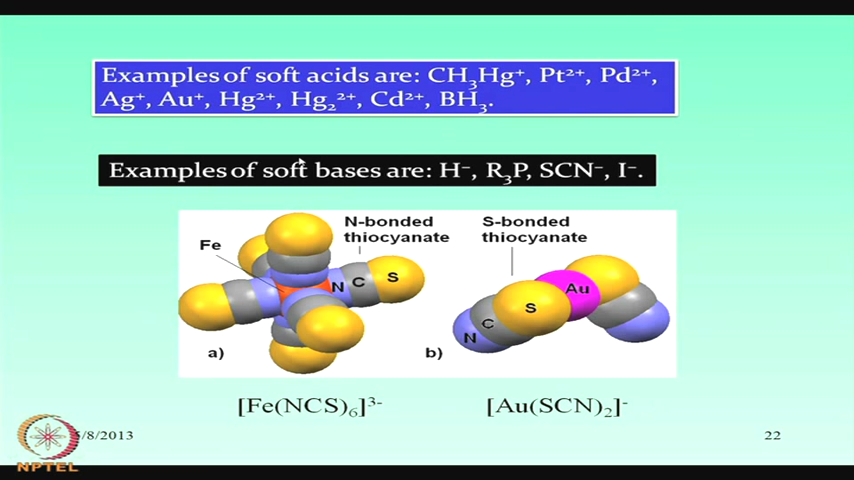 Examples of soft acids are: CH₃Hg⁺, Pt²⁺, Pd²⁺,
Ag⁺, Au⁺, Hg²⁺, Hg₂²⁺, Cd²⁺, BH₃.
Examples of soft bases are: H⁻, R₃P, SCN⁻, I⁻.
N-bonded
thiocyanate
S-bonded
thiocyanate
Fe
N C S
Au
S
C
N
a)
b)
[Fe(NCS)₆]³⁻
[Au(SCN)₂]⁻
5/8/2013
22
NPTEL